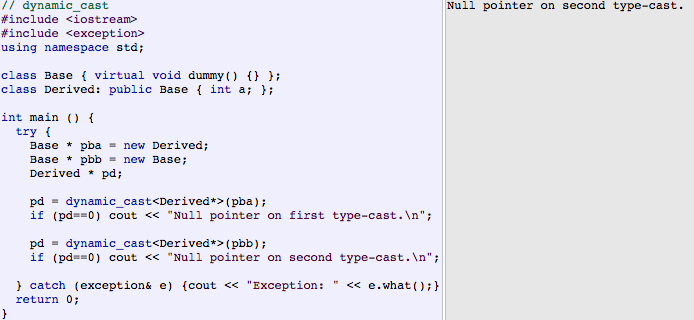 // dynamic_cast
#include <iostream>
#include <exception>
using namespace std;

class Base { virtual void dummy() {} };
class Derived: public Base { int a; };

int main () {
  try {
    Base * pba = new Derived;
    Base * pbb = new Base;
    Derived * pd;

    pd = dynamic_cast<Derived*>(pba);
    if (pd==0) cout << "Null pointer on first type-cast.\n";

    pd = dynamic_cast<Derived*>(pbb);
    if (pd==0) cout << "Null pointer on second type-cast.\n";

  } catch (exception& e) {cout << "Exception: " << e.what();}
  return 0;
}
Null pointer on second type-cast.